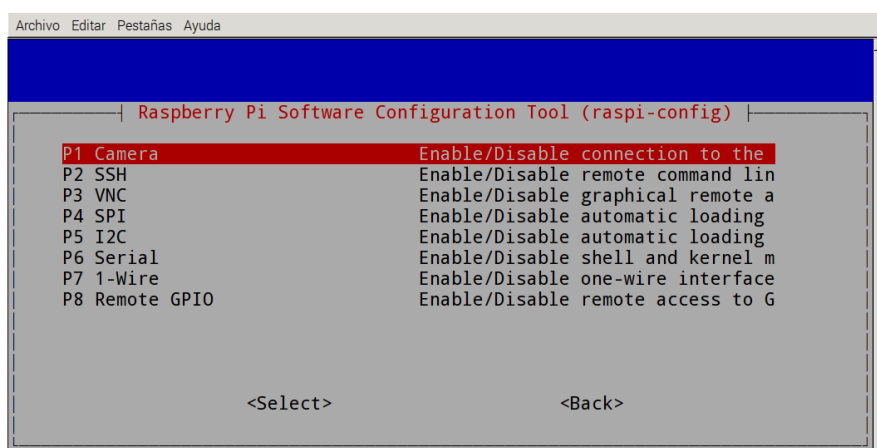 Archivo Editar Pestañas Ayuda
Raspberry Pi Software Configuration Tool (raspi-config)
P1 Camera Enable/Disable connection to the
P2 SSH Enable/Disable remote command lin
P3 VNC Enable/Disable graphical remote a
P4 SPI Enable/Disable automatic loading
P5 I2C Enable/Disable automatic loading
P6 Serial Enable/Disable shell and kernel m
P7 1-Wire Enable/Disable one-wire interface
P8 Remote GPIO Enable/Disable remote access to G
<Select> <Back>